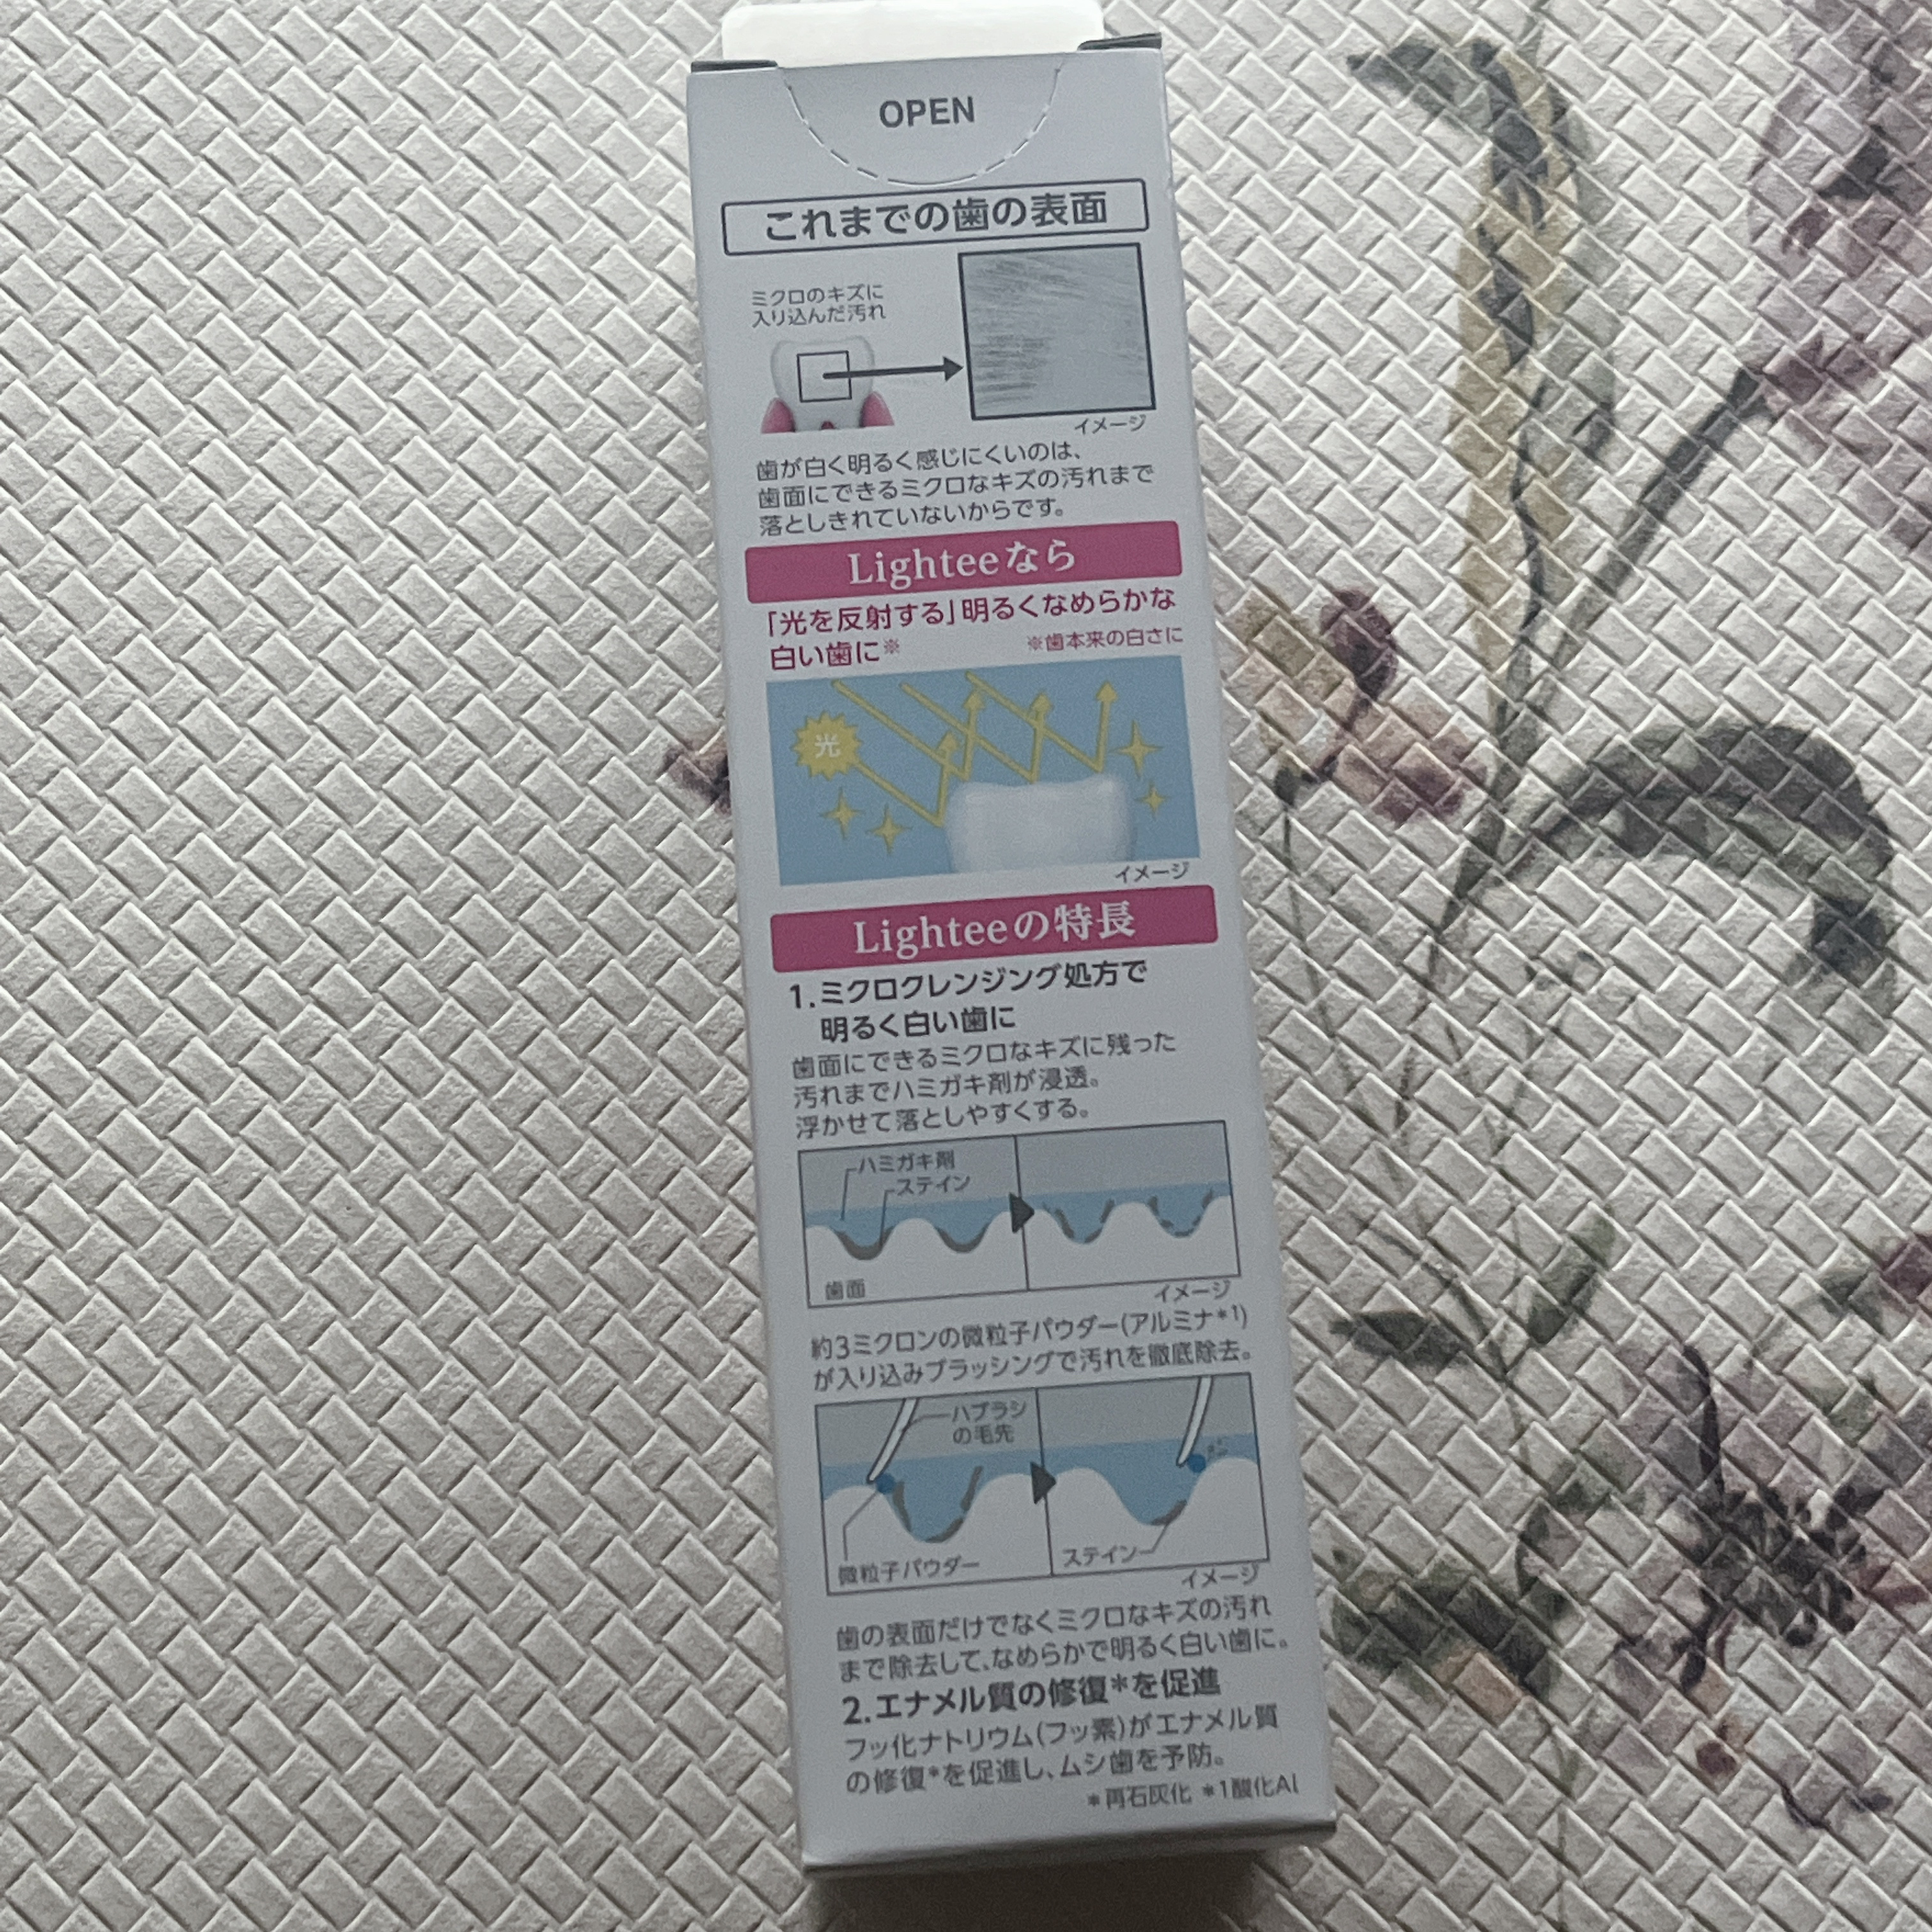 OPEN
これまでの歯の表面
ミクロのキズに
入り込んだ汚れ
イメージ
歯が白く明るく感じにくいのは、
歯面にできるミクロなキズの汚れまで
落としきれていないからです。
Lighteeなら
「光を反射する」明るくなめらかな
白い歯に※
※歯本来の白さに
光
イメージ
Lighteeの特長
1.ミクロクレンジング処方で
明るく白い歯に
歯面にできるミクロなキズに残った
汚れまでハミガキ剤が浸透。
浮かせて落としやすくする。
ハミガキ剤
ステイン
歯面
イメージ
約3ミクロンの微粒子パウダー(アルミナ*1)
が入り込みブラッシングで汚れを徹底除去。
ハブラシ
の毛先
微粒子パウダー
ステイン
イメージ
歯の表面だけでなくミクロなキズの汚れ
まで除去して、なめらかで明るく白い歯に。
2.エナメル質の修復*を促進
フッ化ナトリウム(フッ素)がエナメル質
の修復*を促進し、ムシ歯を予防。
*再石灰化 *1酸化Al